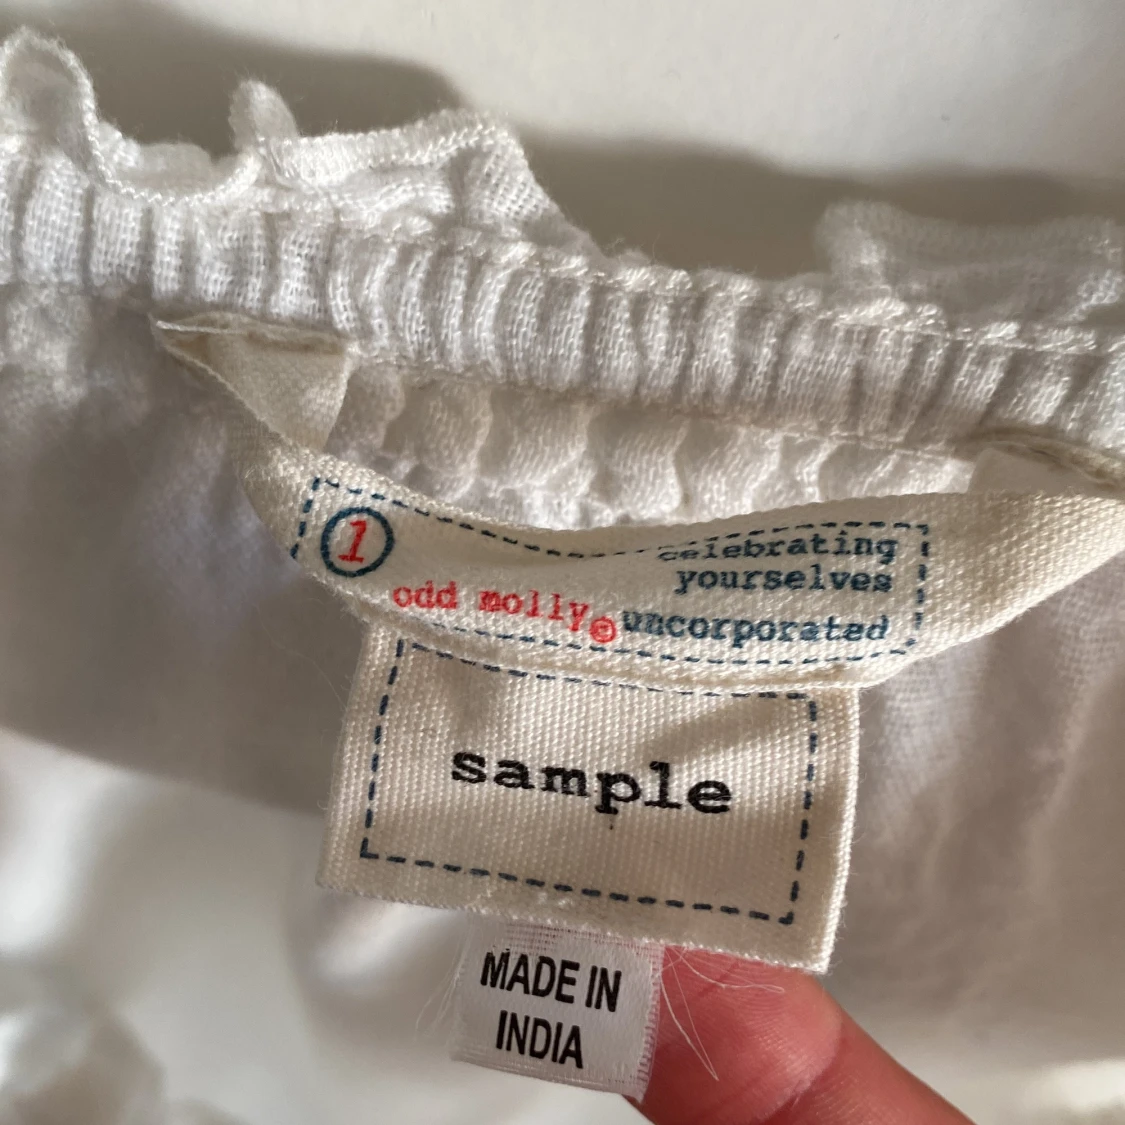 1
celebrating
yourselves
odd molly® uncorporated
sample
MADE IN
INDIA